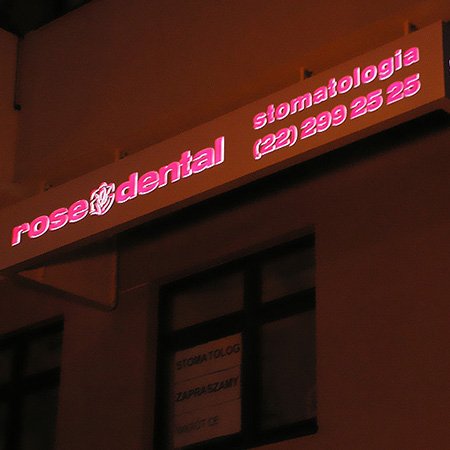 rose dental
stomatologia
(22) 299 25 25
STOMATOLOG
ZAPRASZAMY